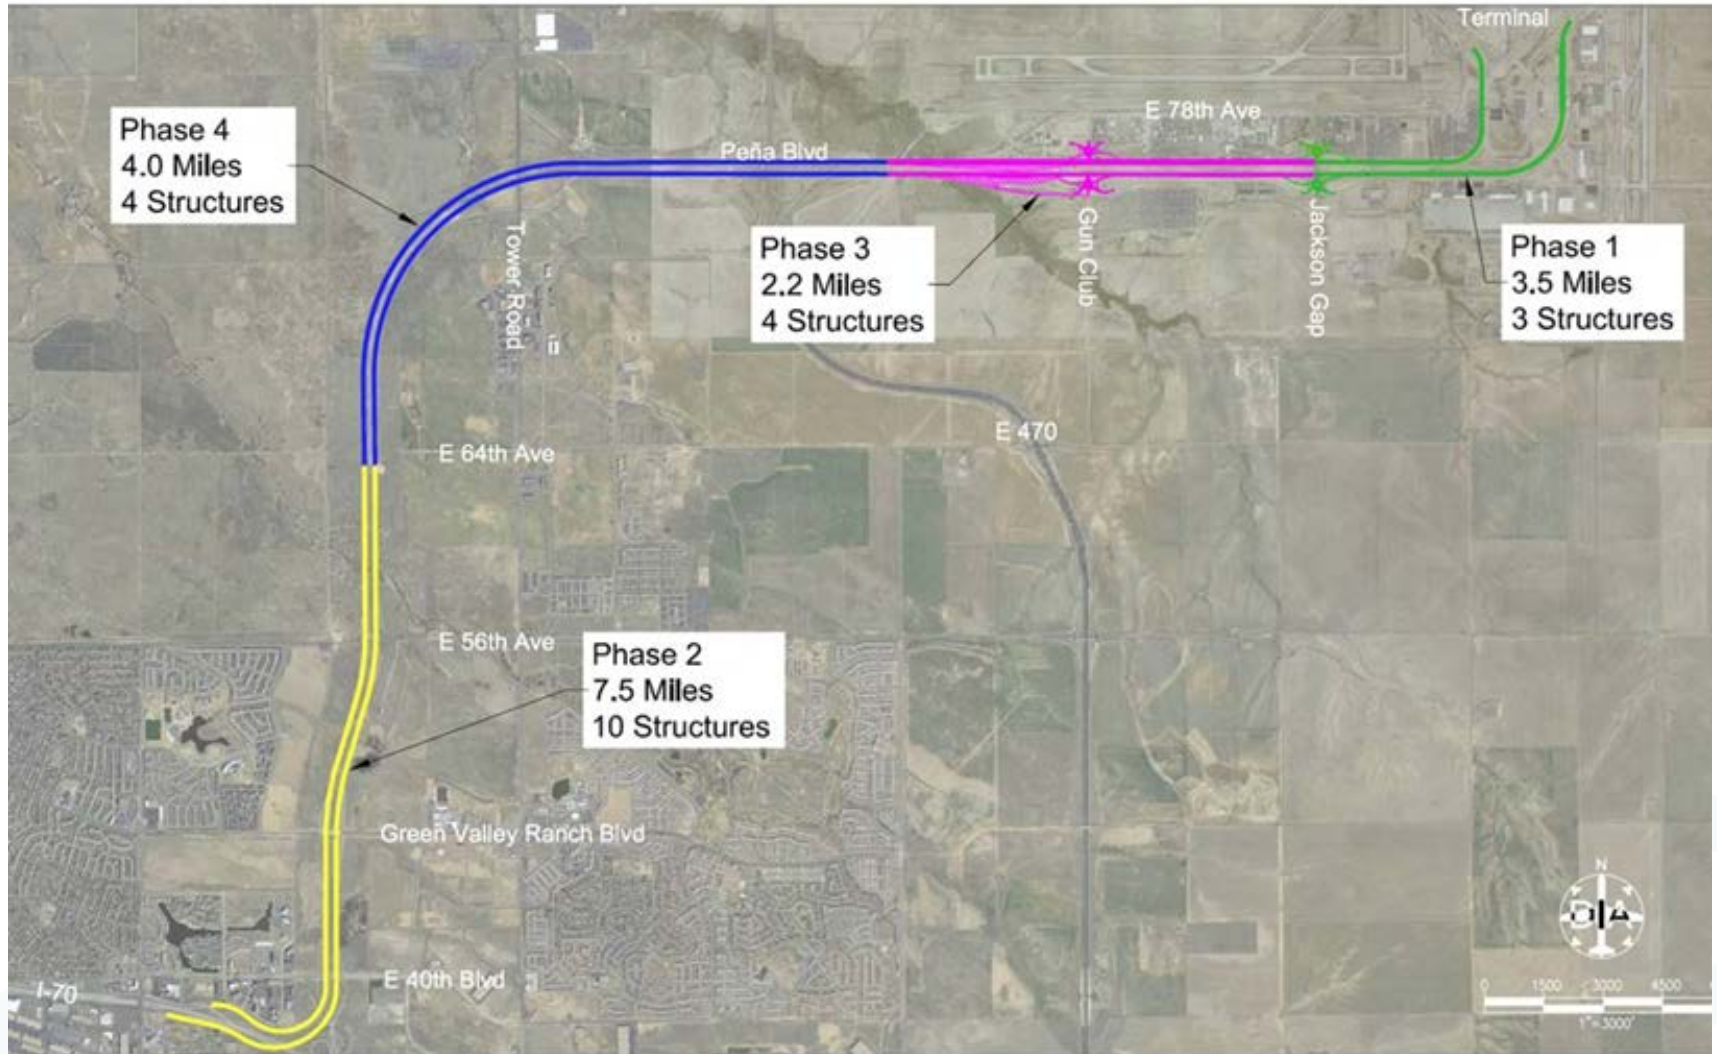 Terminal
E 78th Ave
Phase 4
4.0 Miles
4 Structures
Peña Blvd
Tower Road
Phase 3
2.2 Miles
4 Structures
Gun Club
Jackson Gap
Phase 1
3.5 Miles
3 Structures
E 470
E 64th Ave
E 56th Ave
Phase 2
7.5 Miles
10 Structures
Green Valley Ranch Blvd
N
DIA
E 40th Blvd
I-70
0 1500 3000 4500
1"=3000'